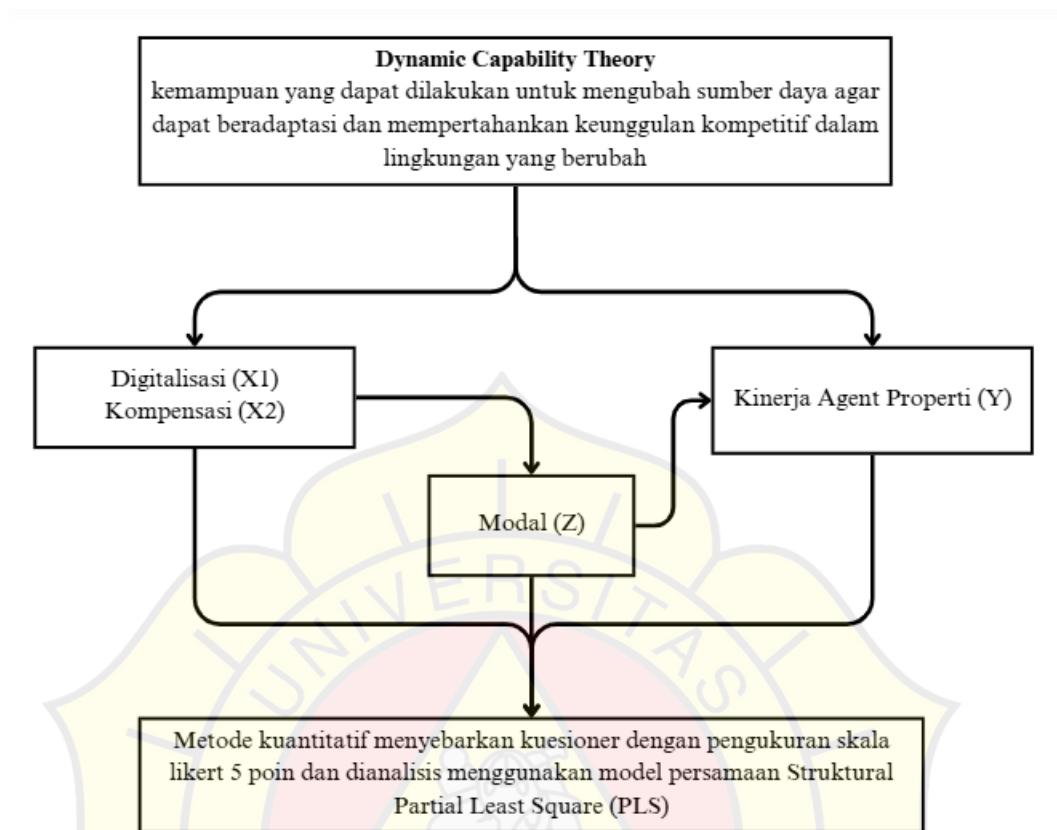 Dynamic Capability Theory
kemampuan yang dapat dilakukan untuk mengubah sumber daya agar
dapat beradaptasi dan mempertahankan keunggulan kompetitif dalam
lingkungan yang berubah
Digitalisasi (X1)
Kompensasi (X2)
Kinerja Agent Properti (Y)
Modal (Z)
UNIVERSITAS
Metode kuantitatif menyebarkan kuesioner dengan pengukuran skala
likert 5 poin dan dianalisis menggunakan model persamaan Struktural
Partial Least Square (PLS)